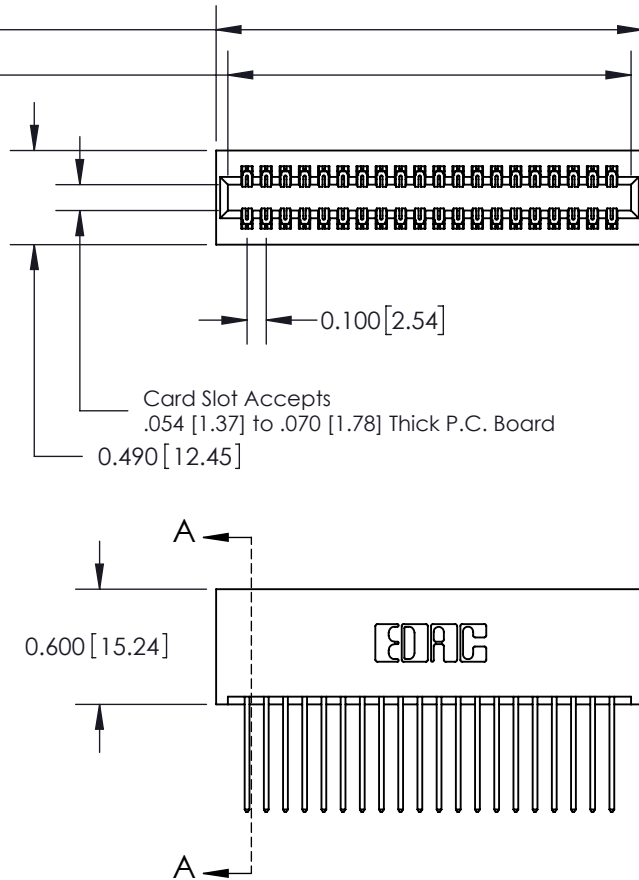 0.100[2.54]
Card Slot Accepts
.054 [1.37] to .070 [1.78] Thick P.C. Board
0.490[12.45]
A
0.600[15.24]
EDAC
A